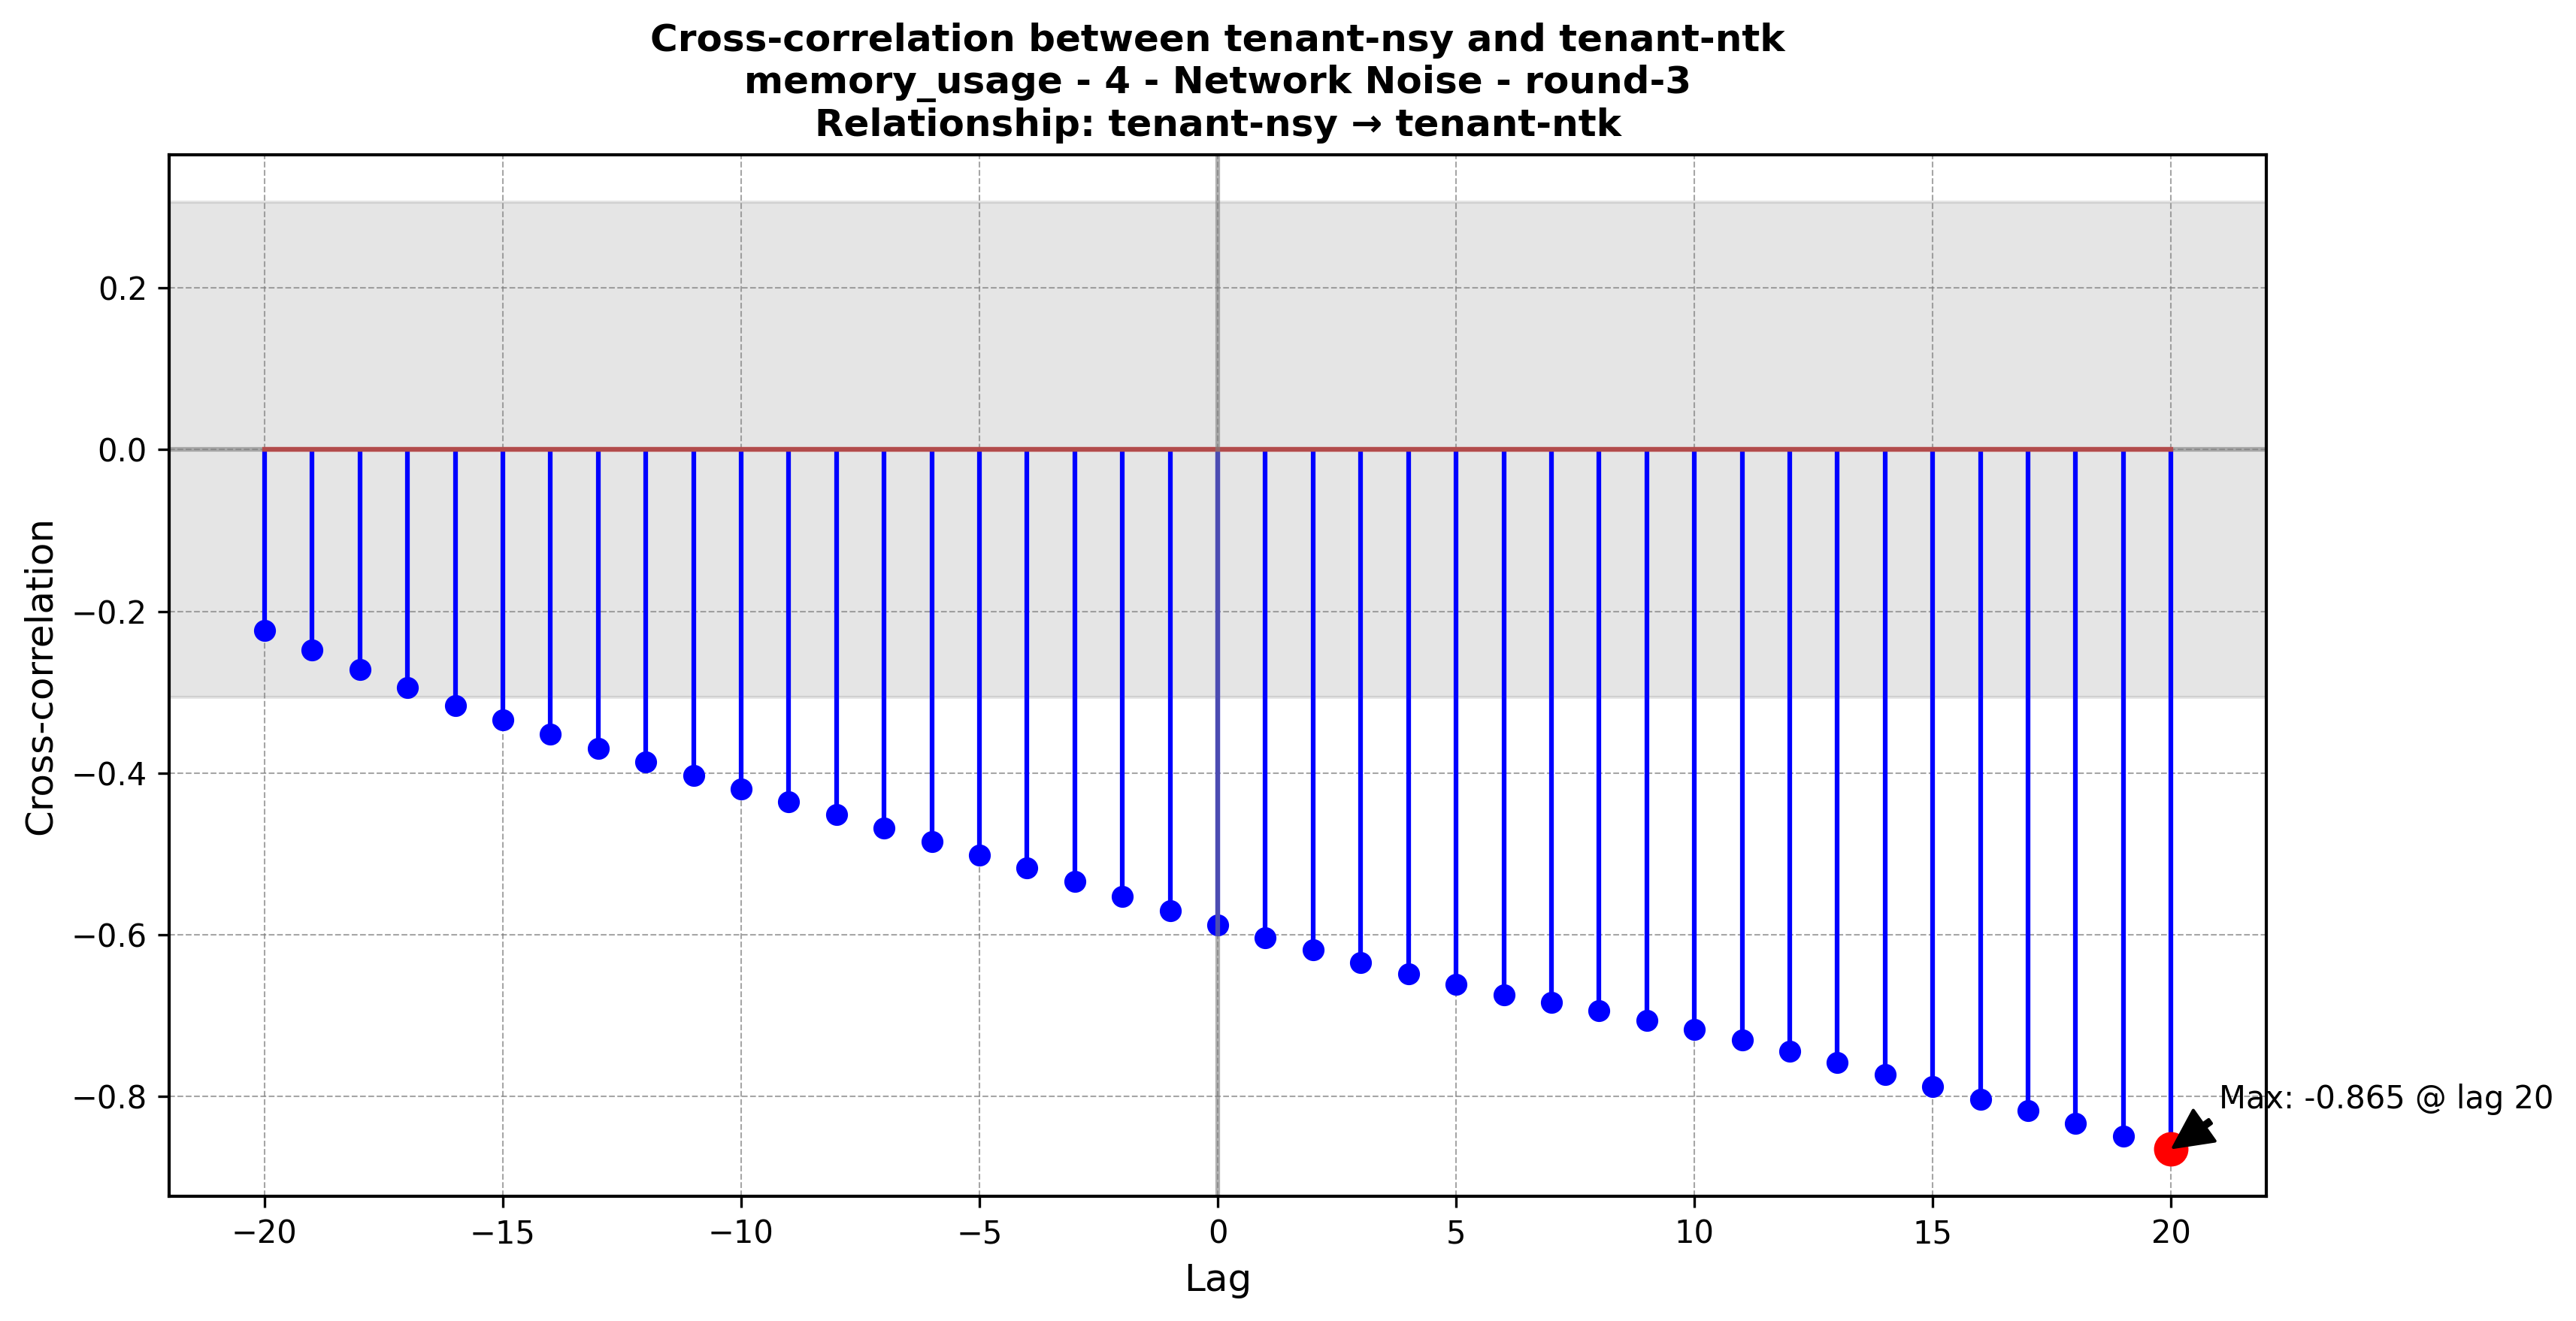 Cross-correlation between tenant-nsy and tenant-ntk
memory_usage - 4 - Network Noise - round-3
Relationship: tenant-nsy → tenant-ntk
Cross-correlation
0.2
0.0
−0.2
−0.4
−0.6
−0.8
Max: -0.865 @ lag 20
−20 −15 −10 −5 0 5 10 15 20
Lag